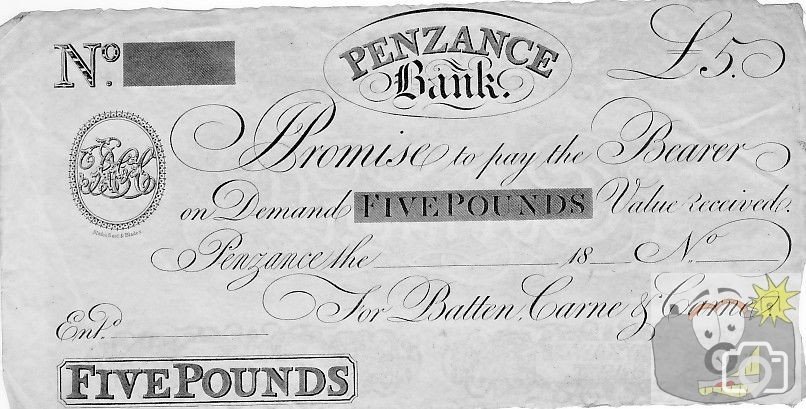 No.
PENZANCE
Bank.
£5.
I Promise to pay the Bearer
on Demand FIVE POUNDS Value received.
Penzance the 18 No
For Batten, Carne & Carne
Entd.
FIVE POUNDS